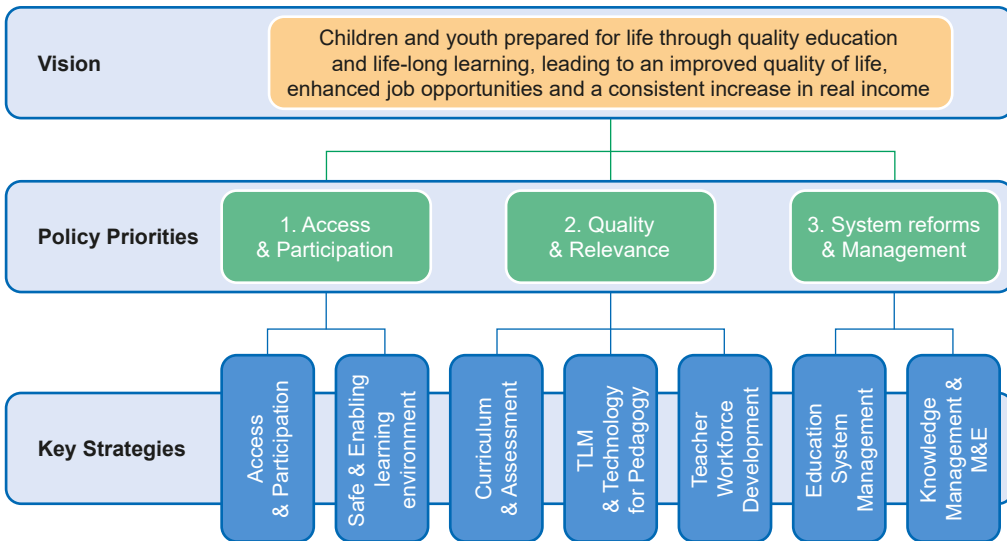 Vision
Children and youth prepared for life through quality education
and life-long learning, leading to an improved quality of life,
enhanced job opportunities and a consistent increase in real income
Policy Priorities
1. Access
& Participation
2. Quality
& Relevance
3. System reforms
& Management
Key Strategies
Access
& Participation
Safe & Enabling
learning
environment
Curriculum
& Assessment
TLM
& Technology
for Pedagogy
Teacher
Workforce
Development
Education
System
Management
Knowledge
Management &
M&E